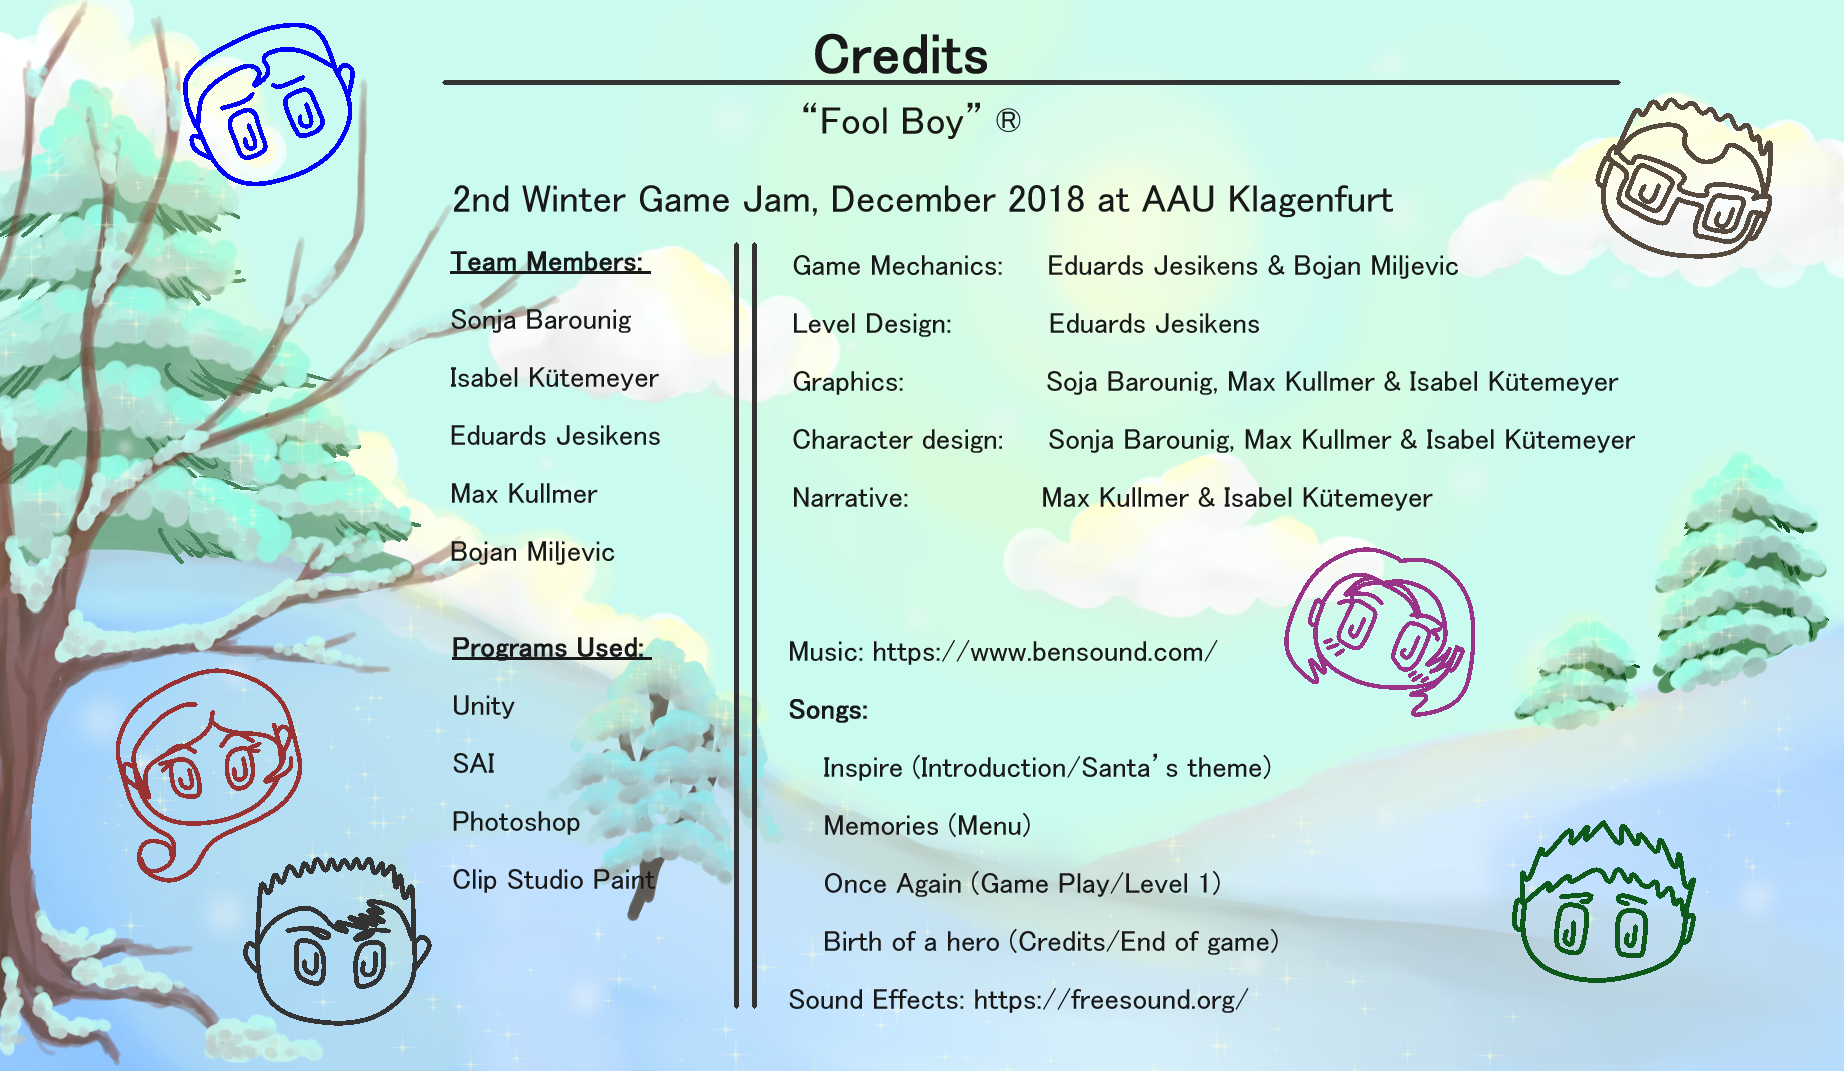 Credits
“Fool Boy” ®
2nd Winter Game Jam, December 2018 at AAU Klagenfurt
Team Members:
Sonja Barounig
Isabel Kütemeyer
Eduards Jesikens
Max Kullmer
Bojan Miljevic
Programs Used:
Unity
SAI
Photoshop
Clip Studio Paint
Game Mechanics: Eduards Jesikens & Bojan Miljevic
Level Design: Eduards Jesikens
Graphics: Soja Barounig, Max Kullmer & Isabel Kütemeyer
Character design: Sonja Barounig, Max Kullmer & Isabel Kütemeyer
Narrative: Max Kullmer & Isabel Kütemeyer
Music: https://www.bensound.com/
Songs:
Inspire (Introduction/Santa’s theme)
Memories (Menu)
Once Again (Game Play/Level 1)
Birth of a hero (Credits/End of game)
Sound Effects: https://freesound.org/